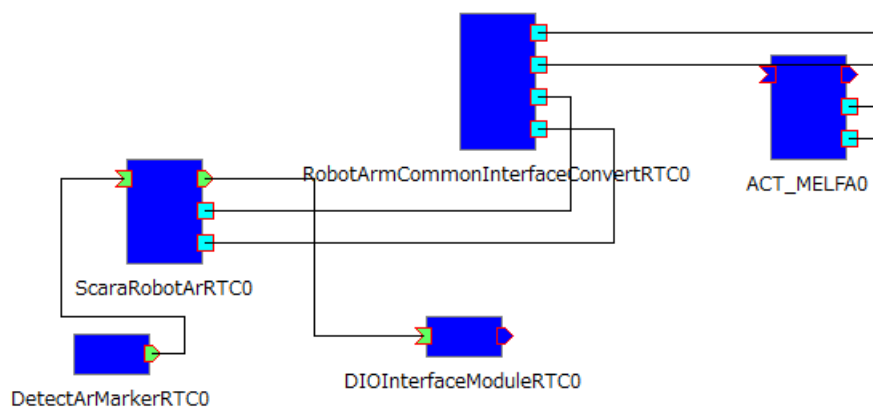 RobotArmCommonInterfaceConvertRTC0
ACT_MELFA0
ScaraRobotArRTC0
DIOInterfaceModuleRTC0
DetectArMarkerRTC0